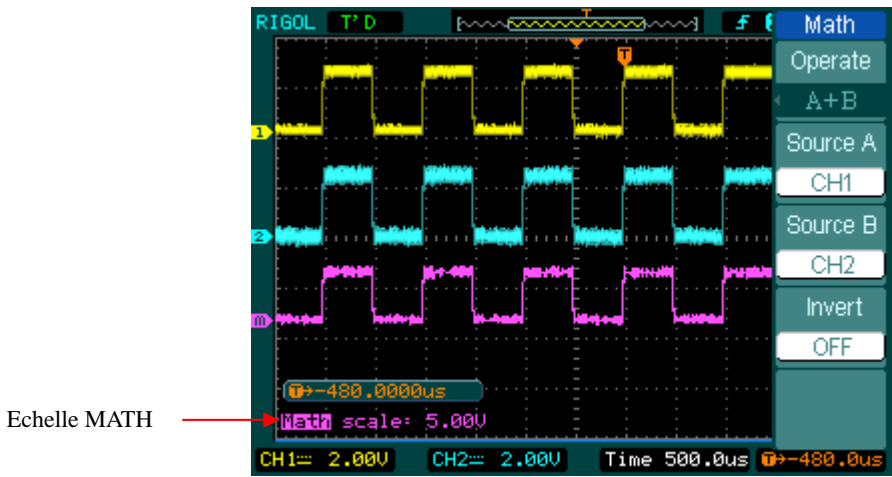 RIGOL T'D T
Math
Operate
A+B
Source A
CH1
Source B
CH2
Invert
OFF
T
1
2
m
T→-480.0000us
Echelle MATH
Math scale: 5.00V
CH1 2.00V CH2 2.00V Time 500.0us T→-480.0us